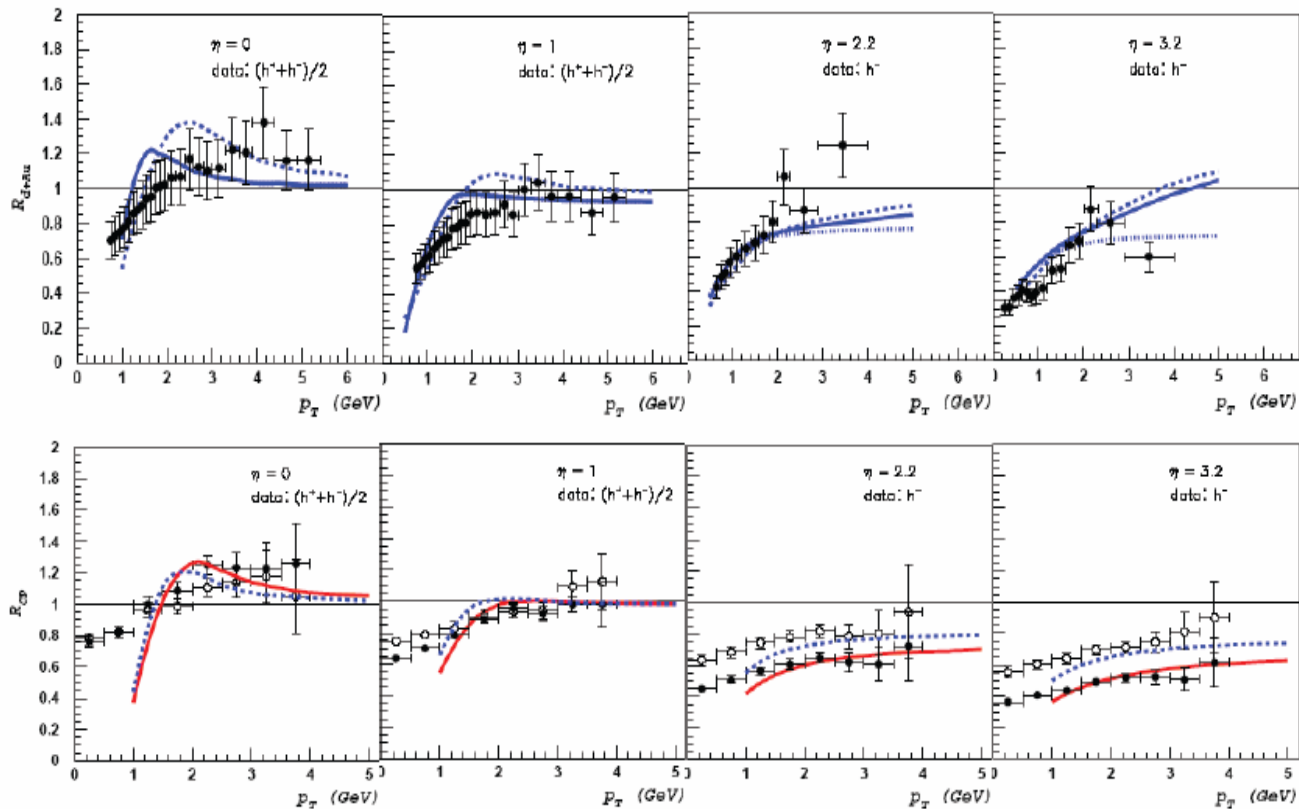 2
1.8
1.6
1.4
1.2
1
0.8
0.6
0.4
0.2
0
R_{d+Au}
η = 0
data: (h⁺+h⁻)/2
0 1 2 3 4 5 6
p_T (GeV)
η = 1
data: (h⁺+h⁻)/2
0 1 2 3 4 5 6
p_T (GeV)
η = 2.2
data: h⁻
0 1 2 3 4 5 6
p_T (GeV)
η = 3.2
data: h⁻
0 1 2 3 4 5 6
p_T (GeV)
2
1.8
1.6
1.4
1.2
1
0.8
0.6
0.4
0.2
0
R_{CP}
η = 0
data: (h⁺+h⁻)/2
0 1 2 3 4 5
p_T (GeV)
η = 1
data: (h⁺+h⁻)/2
0 1 2 3 4 5
p_T (GeV)
η = 2.2
data: h⁻
0 1 2 3 4 5
p_T (GeV)
η = 3.2
data: h⁻
0 1 2 3 4 5
p_T (GeV)